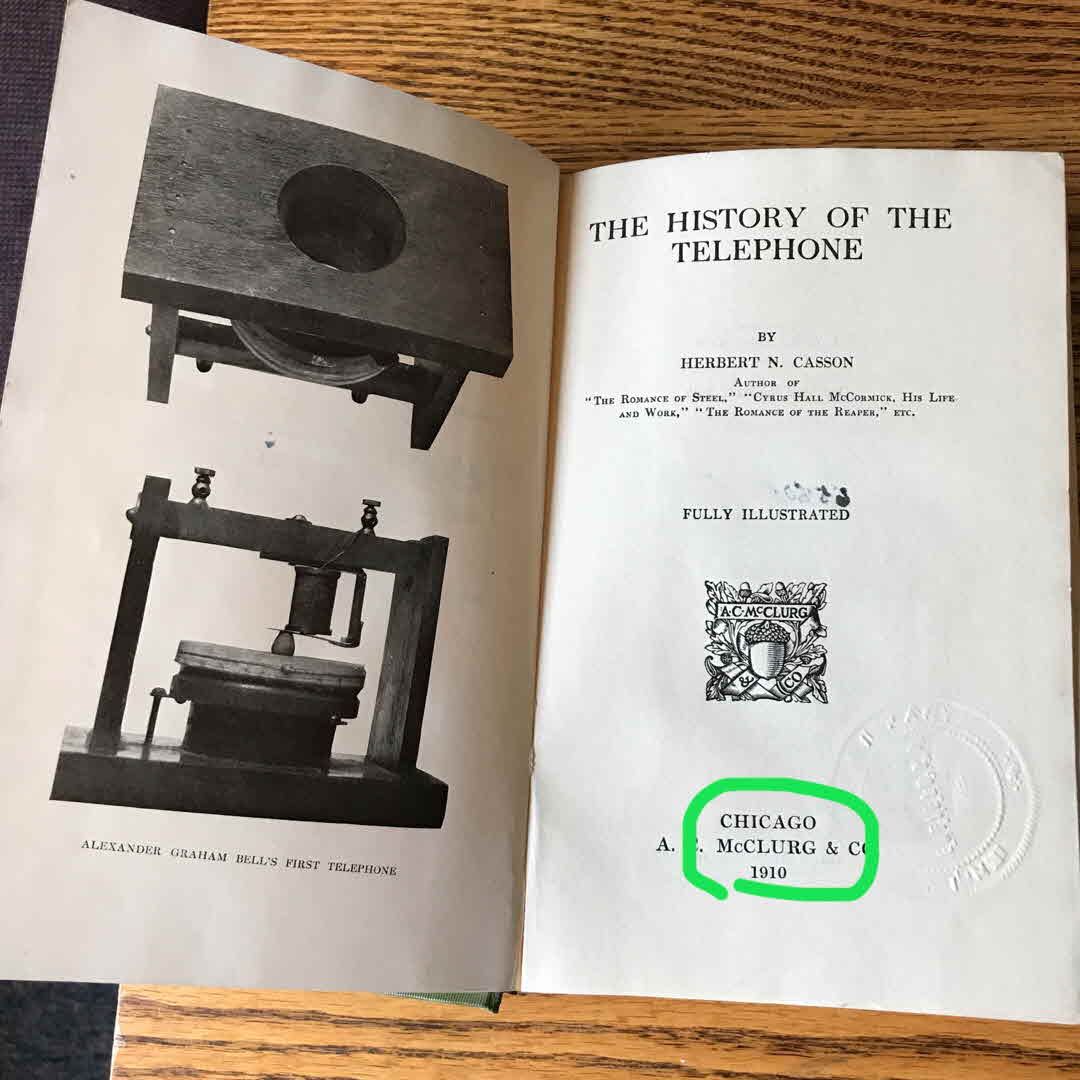 ALEXANDER GRAHAM BELL'S FIRST TELEPHONE
THE HISTORY OF THE
TELEPHONE
BY
HERBERT N. CASSON
AUTHOR OF
"THE ROMANCE OF STEEL," "CYRUS HALL McCORMICK, HIS LIFE
AND WORK," "THE ROMANCE OF THE REAPER," ETC.
FULLY ILLUSTRATED
A.C. McCLURG
& CO
CHICAGO
A. C. McCLURG & CO
1910